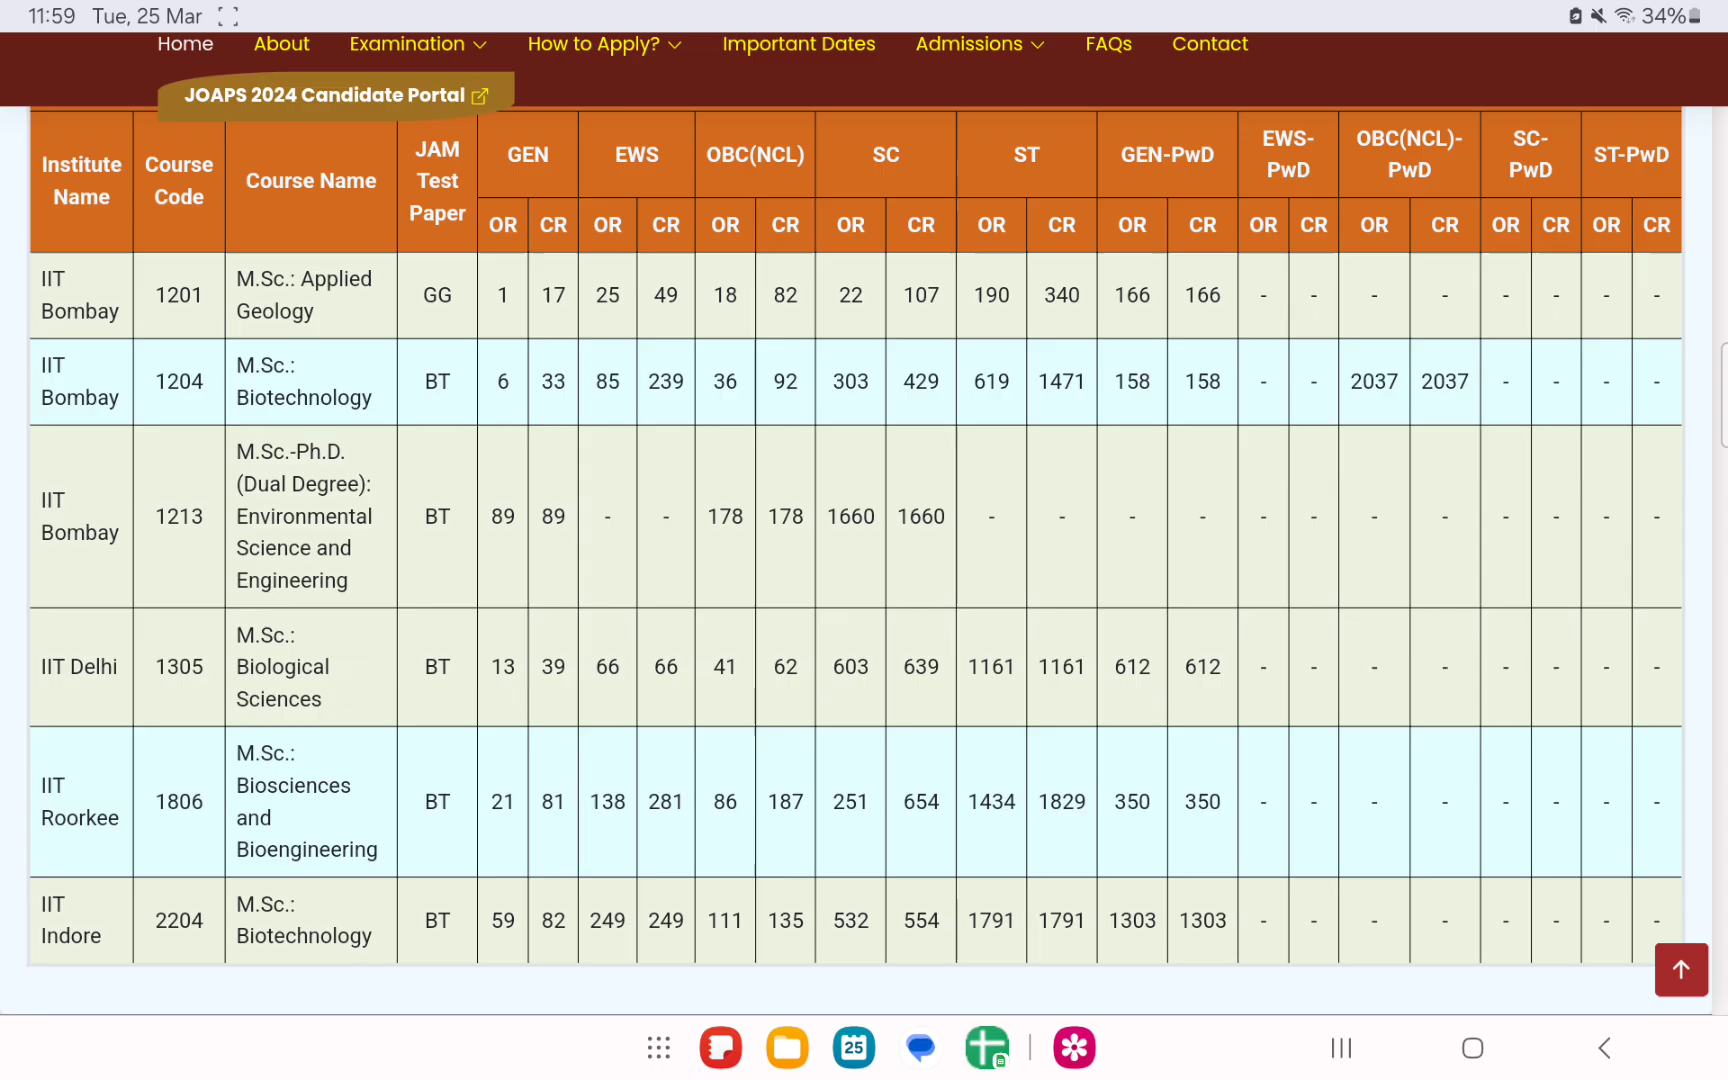 11:59 Tue, 25 Mar 34%
Home About Examination How to Apply? Important Dates Admissions FAQs Contact
JOAPS 2024 Candidate Portal
Institute Name Course Code Course Name JAM Test Paper GEN EWS OBC(NCL) SC ST GEN-PwD EWS-PwD OBC(NCL)-PwD SC-PwD ST-PwD
OR CR OR CR OR CR OR CR OR CR OR CR OR CR OR CR OR CR OR CR
IIT Bombay 1201 M.Sc.: Applied Geology GG 1 17 25 49 18 82 22 107 190 340 166 166 - - - - - - - -
IIT Bombay 1204 M.Sc.: Biotechnology BT 6 33 85 239 36 92 303 429 619 1471 158 158 - - 2037 2037 - - - -
IIT Bombay 1213 M.Sc.-Ph.D. (Dual Degree): Environmental Science and Engineering BT 89 89 - - 178 178 1660 1660 - - - - - - - - - - - -
IIT Delhi 1305 M.Sc.: Biological Sciences BT 13 39 66 66 41 62 603 639 1161 1161 612 612 - - - - - - - -
IIT Roorkee 1806 M.Sc.: Biosciences and Bioengineering BT 21 81 138 281 86 187 251 654 1434 1829 350 350 - - - - - - - -
IIT Indore 2204 M.Sc.: Biotechnology BT 59 82 249 249 111 135 532 554 1791 1791 1303 1303 - - - - - - - -
25